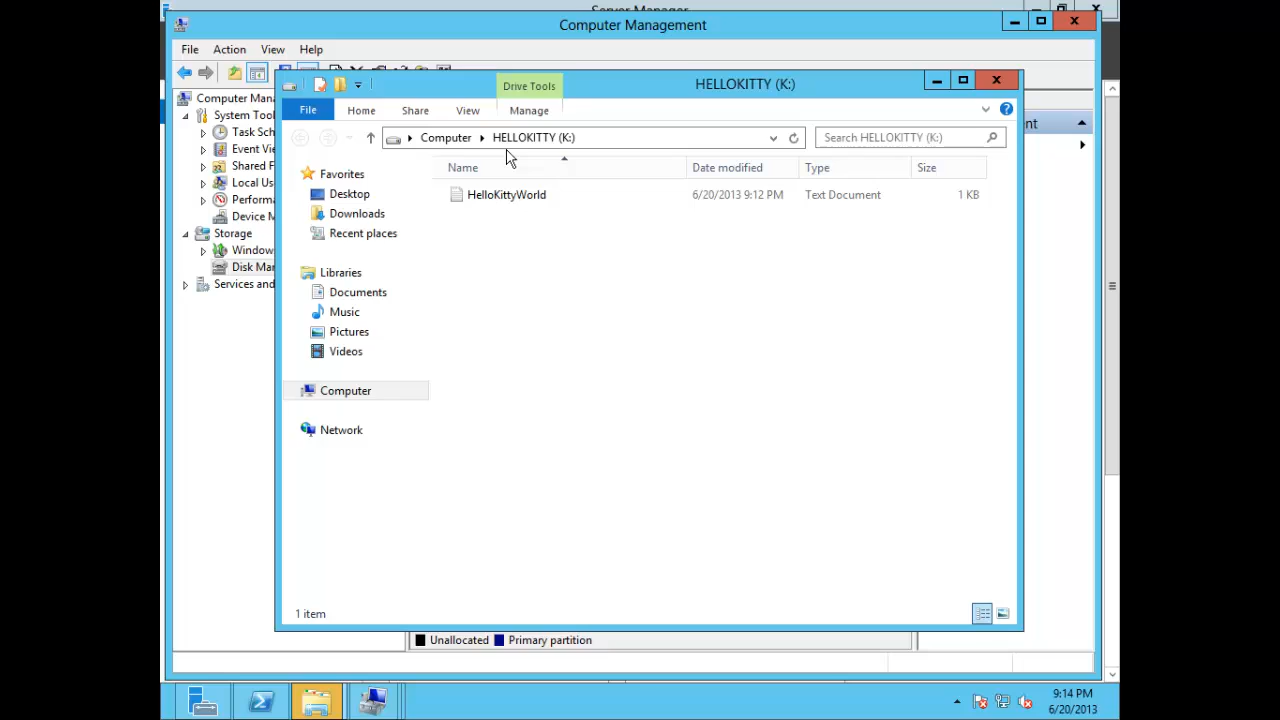 Server Manager
Computer Management
File Action View Help
Drive Tools
HELLOKITTY (K:)
File Home Share View Manage
Computer HELLOKITTY (K:)
Search HELLOKITTY (K:)
Name Date modified Type Size
HelloKittyWorld 6/20/2013 9:12 PM Text Document 1 KB
Favorites
Desktop
Downloads
Recent places
Libraries
Documents
Music
Pictures
Videos
Computer
Network
1 item
Computer Mana
System Tool
Task Sch
Event Vie
Shared F
Local Us
Performa
Device M
Storage
Window
Disk Mar
Services and
ent
Unallocated Primary partition
9:14 PM
6/20/2013